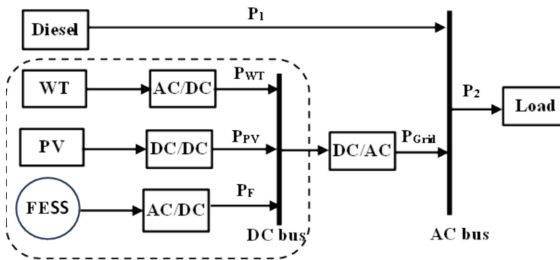 P1
Diesel
WT
AC/DC
PWT
P2
Load
PV
DC/DC
PPV
DC/AC
PGrid
FESS
AC/DC
PF
DC bus
AC bus